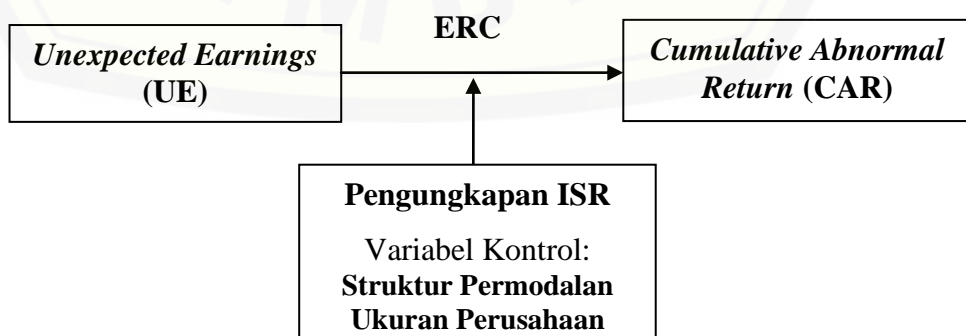 ERC
Unexpected Earnings
(UE)
Cumulative Abnormal
Return (CAR)
Pengungkapan ISR
Variabel Kontrol:
Struktur Permodalan
Ukuran Perusahaan